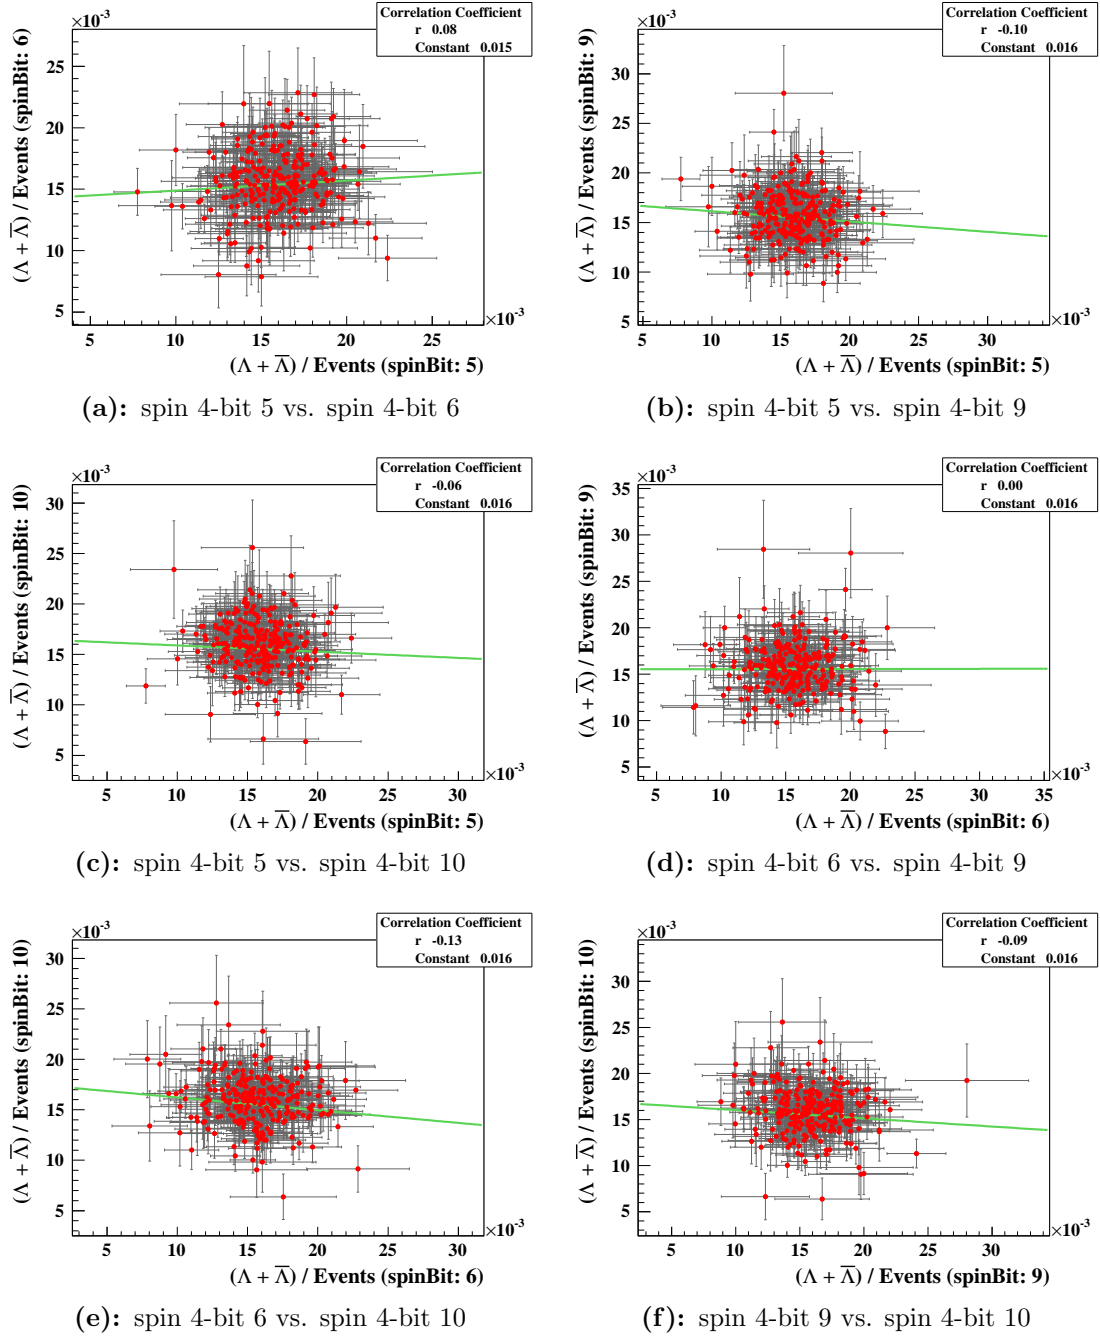 ×10⁻³
Correlation Coefficient
r 0.08
Constant 0.015
(Λ + Λ̅) / Events (spinBit: 6)
25
20
15
10
5
5 10 15 20 25
×10⁻³
(Λ + Λ̅) / Events (spinBit: 5)
(a): spin 4-bit 5 vs. spin 4-bit 6
×10⁻³
Correlation Coefficient
r -0.10
Constant 0.016
(Λ + Λ̅) / Events (spinBit: 9)
30
25
20
15
10
5
5 10 15 20 25 30
×10⁻³
(Λ + Λ̅) / Events (spinBit: 5)
(b): spin 4-bit 5 vs. spin 4-bit 9
×10⁻³
Correlation Coefficient
r -0.06
Constant 0.016
(Λ + Λ̅) / Events (spinBit: 10)
30
25
20
15
10
5
5 10 15 20 25 30
×10⁻³
(Λ + Λ̅) / Events (spinBit: 5)
(c): spin 4-bit 5 vs. spin 4-bit 10
×10⁻³
Correlation Coefficient
r 0.00
Constant 0.016
(Λ + Λ̅) / Events (spinBit: 9)
35
30
25
20
15
10
5
5 10 15 20 25 30 35
×10⁻³
(Λ + Λ̅) / Events (spinBit: 6)
(d): spin 4-bit 6 vs. spin 4-bit 9
×10⁻³
Correlation Coefficient
r -0.13
Constant 0.016
(Λ + Λ̅) / Events (spinBit: 10)
30
25
20
15
10
5
5 10 15 20 25 30
×10⁻³
(Λ + Λ̅) / Events (spinBit: 6)
(e): spin 4-bit 6 vs. spin 4-bit 10
×10⁻³
Correlation Coefficient
r -0.09
Constant 0.016
(Λ + Λ̅) / Events (spinBit: 10)
30
25
20
15
10
5
5 10 15 20 25 30
×10⁻³
(Λ + Λ̅) / Events (spinBit: 9)
(f): spin 4-bit 9 vs. spin 4-bit 10